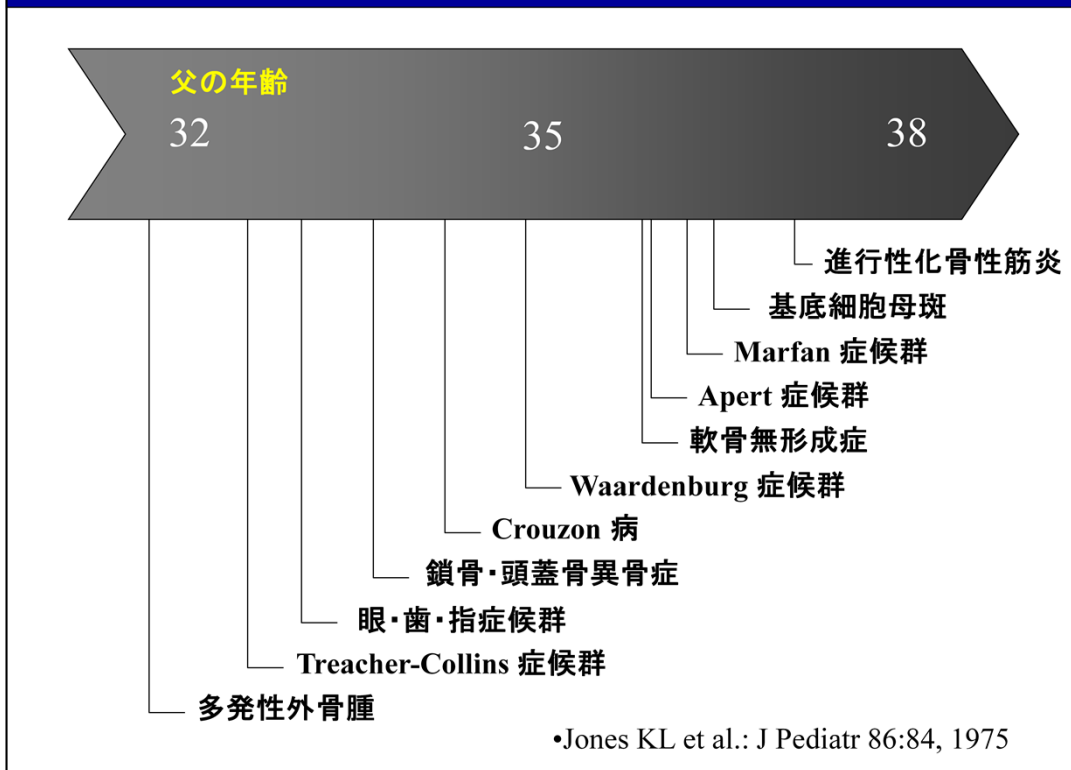 父の年齢
32 35 38
進行性化骨性筋炎
基底細胞母斑
Marfan 症候群
Apert 症候群
軟骨無形成症
Waardenburg 症候群
Crouzon 病
鎖骨・頭蓋骨異骨症
眼・歯・指症候群
Treacher-Collins 症候群
多発性外骨腫
•Jones KL et al.: J Pediatr 86:84, 1975